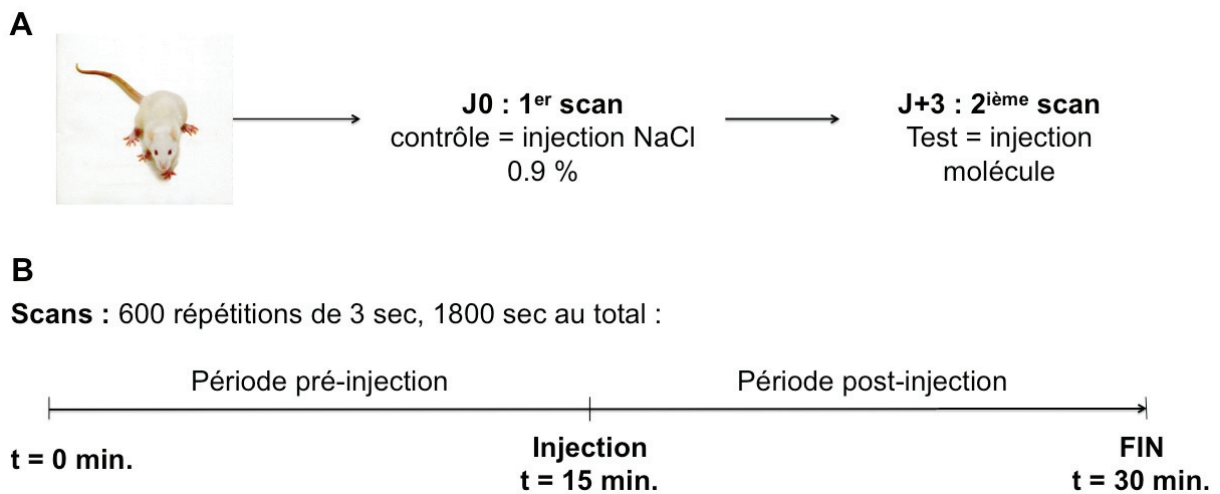 A
J0 : 1er scan
contrôle = injection NaCl
0.9 %
J+3 : 2ième scan
Test = injection
molécule
B
Scans : 600 répétitions de 3 sec, 1800 sec au total :
Période pré-injection
Période post-injection
t = 0 min.
Injection
t = 15 min.
FIN
t = 30 min.